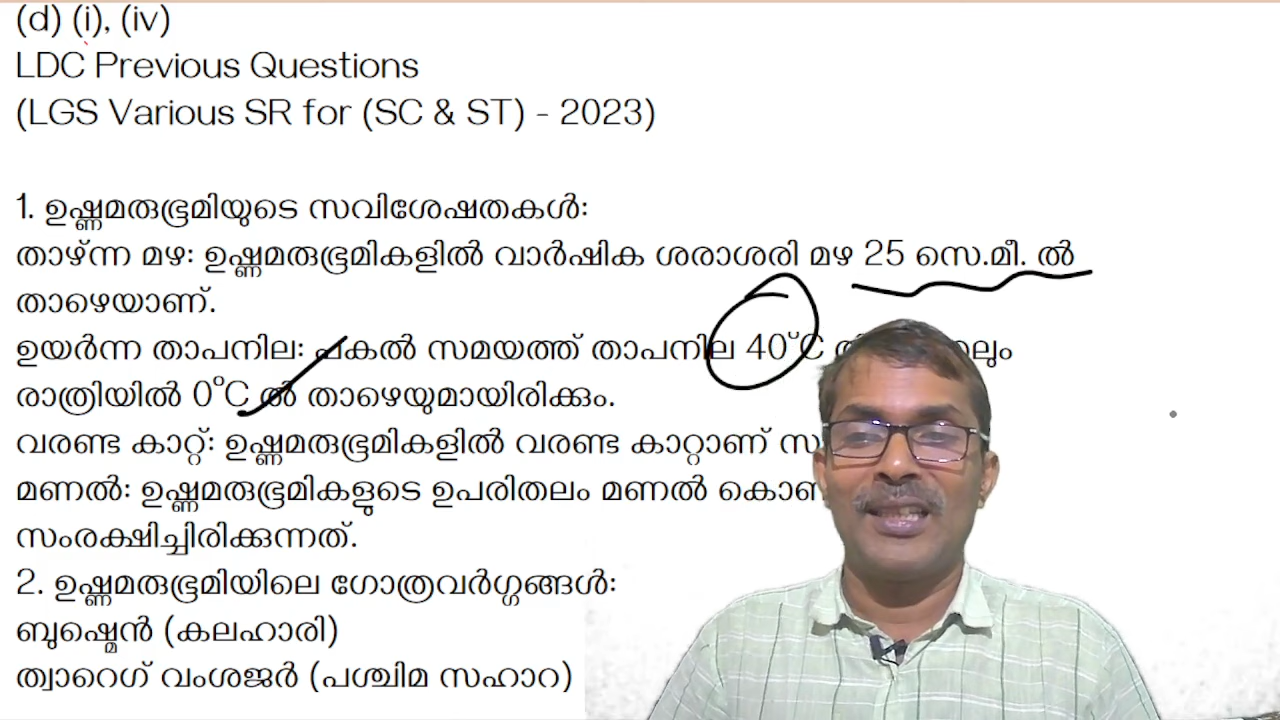 (d) (i), (iv)
LDC Previous Questions
(LGS Various SR for (SC & ST) - 2023)
1. ഉഷ്ണമരുഭൂമിയുടെ സവിശേഷതകൾ:
താഴ്ന്ന മഴ: ഉഷ്ണമരുഭൂമികളിൽ വാർഷിക ശരാശരി മഴ 25 സെ.മീ. ൽ
താഴെയാണ്.
ഉയർന്ന താപനില: പകൽ സമയത്ത് താപനില 40°C
രാത്രിയിൽ 0°C ൽ താഴെയുമായിരിക്കും.
വരണ്ട കാറ്റ്: ഉഷ്ണമരുഭൂമികളിൽ വരണ്ട കാറ്റാണ്
മണൽ: ഉഷ്ണമരുഭൂമികളുടെ ഉപരിതലം മണൽ
സംരക്ഷിച്ചിരിക്കുന്നത്.
2. ഉഷ്ണമരുഭൂമിയിലെ ഗോത്രവർഗ്ഗങ്ങൾ:
ബുഷ്മെൻ (കലഹാരി)
ത്വാറെഗ് വംശജർ (പശ്ചിമ സഹാറ)